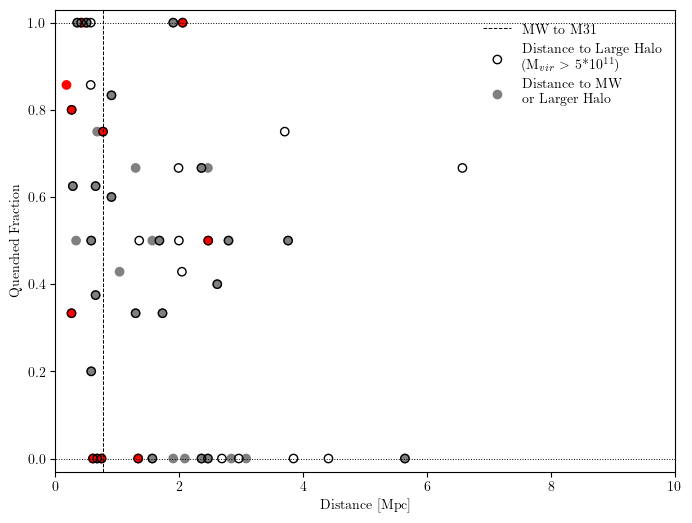 1.0
0.8
0.6
0.4
0.2
0.0
Quenched Fraction
MW to M31
Distance to Large Halo
(M_vir > 5*10^11)
Distance to MW
or Larger Halo
0 2 4 6 8 10
Distance [Mpc]